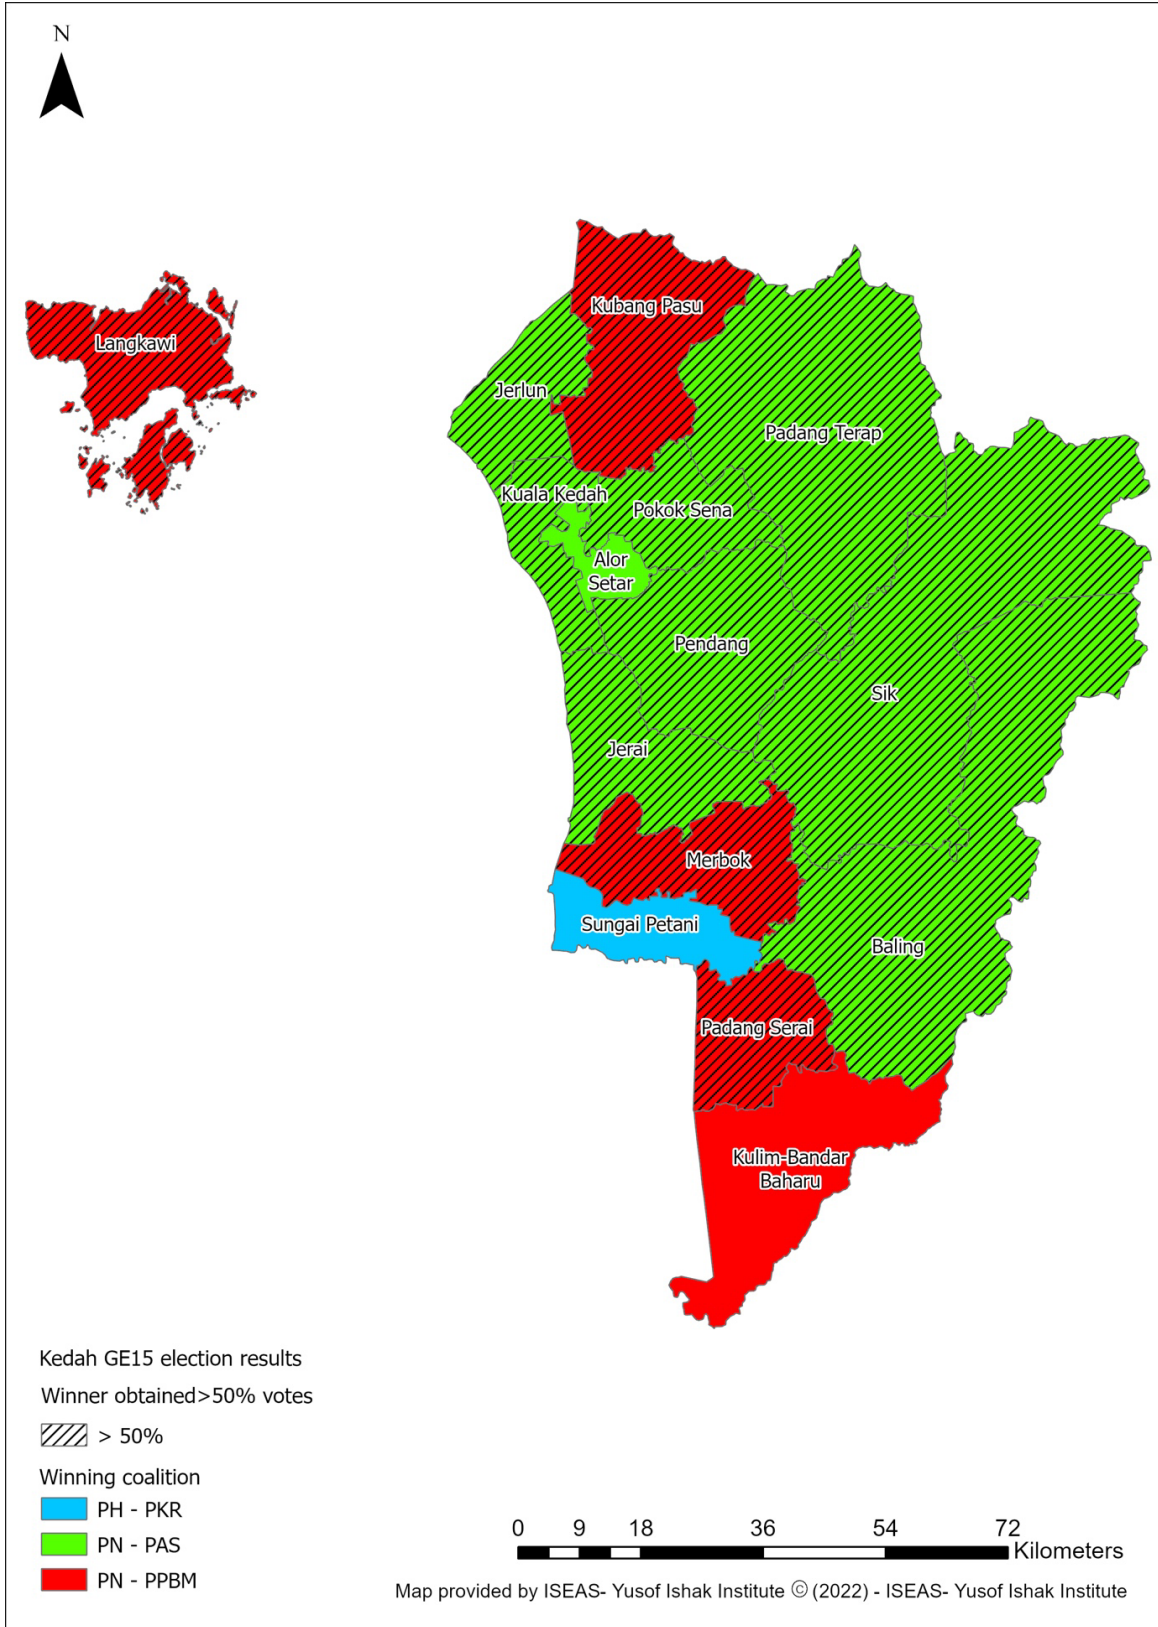 N
Kubang Pasu
Langkawi
Jerlun
Padang Terap
Kuala Kedah
Pokok Sena
Alor
Setar
Pendang
Sik
Jerai
Merbok
Sungai Petani
Baling
Padang Serai
Kulim-Bandar
Baharu
Kedah GE15 election results
Winner obtained>50% votes
> 50%
Winning coalition
PH - PKR
PN - PAS
PN - PPBM
0 9 18 36 54 72
Kilometers
Map provided by ISEAS- Yusof Ishak Institute © (2022) - ISEAS- Yusof Ishak Institute